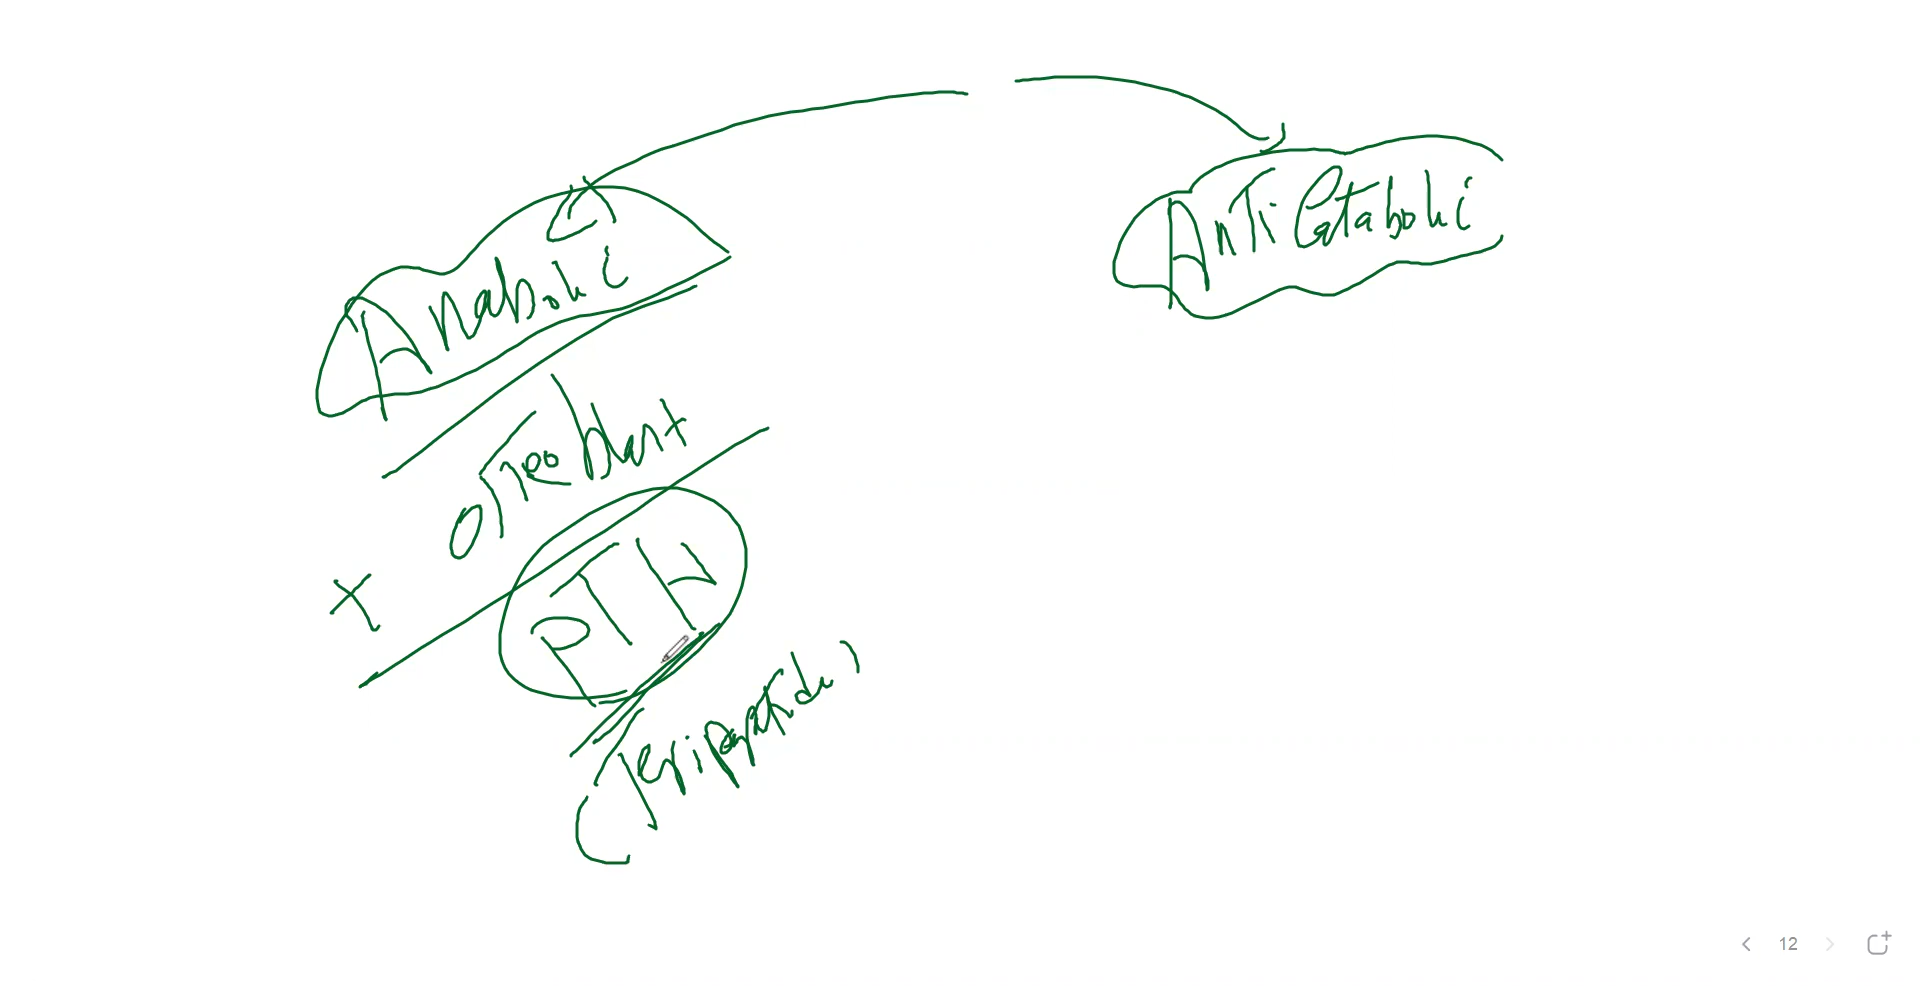 Anabolic
Anti Catabolic
osteoblast
+
PTH
(Teriparatide)
12